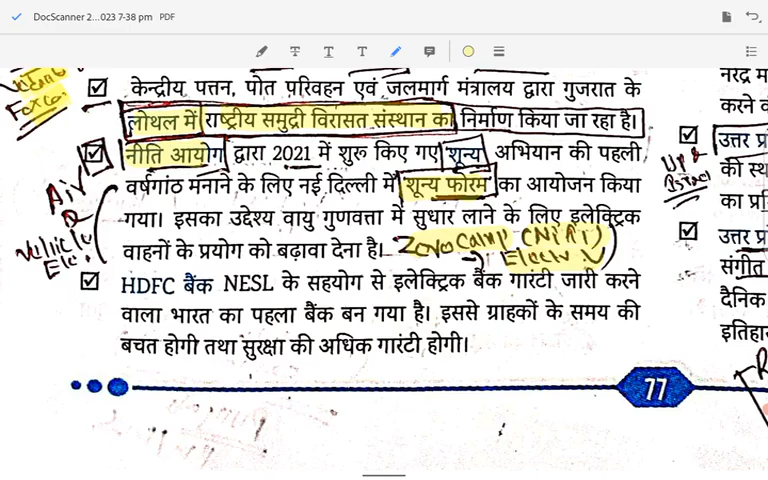 DocScanner 2...023 7-38 pm PDF
केन्द्रीय पत्तन, पोत परिवहन एवं जलमार्ग मंत्रालय द्वारा गुजरात के
लोथल में राष्ट्रीय समुद्री विरासत संस्थान का निर्माण किया जा रहा है।
नीति आयोग द्वारा 2021 में शुरू किए गए शून्य अभियान की पहली
वर्षगांठ मनाने के लिए नई दिल्ली में शून्य फोरम का आयोजन किया
गया। इसका उद्देश्य वायु गुणवत्ता में सुधार लाने के लिए इलेक्ट्रिक
वाहनों के प्रयोग को बढ़ावा देना है।
Air
HDFC बैंक NESL के सहयोग से इलेक्ट्रिक बैंक गारंटी जारी करने
वाला भारत का पहला बैंक बन गया है। इससे ग्राहकों के समय की
बचत होगी तथा सुरक्षा की अधिक गारंटी होगी।
77
नरेंद्र म
करने व
उत्तर प्र
की स्थ
का प्रा
उत्तर प्र
संगीत
दैनिक
इतिहा